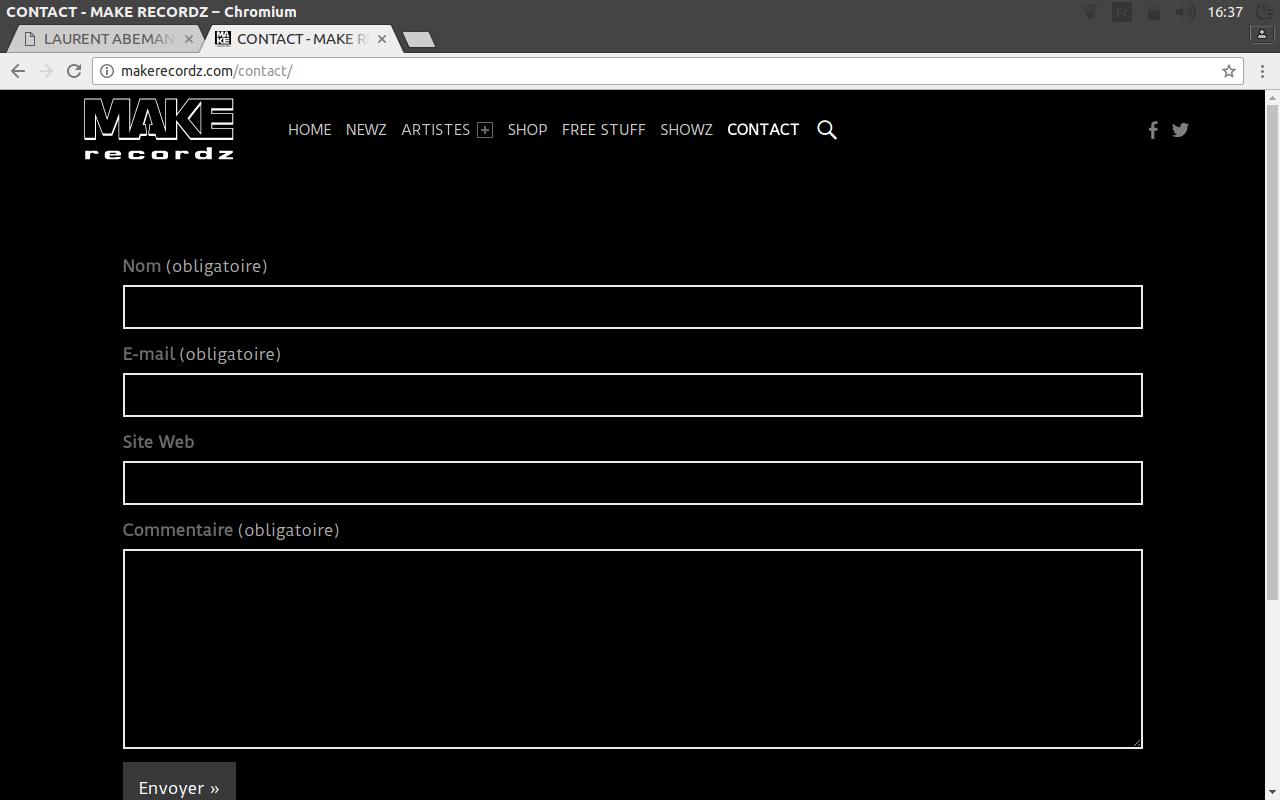 CONTACT - MAKE RECORDZ – Chromium
Fr
16:37
LAURENT ABEMAN
CONTACT - MAKE R
makerecordz.com/contact/
MAKE
recordz
HOME NEWZ ARTISTES SHOP FREE STUFF SHOWZ CONTACT
Nom (obligatoire)
E-mail (obligatoire)
Site Web
Commentaire (obligatoire)
Envoyer »